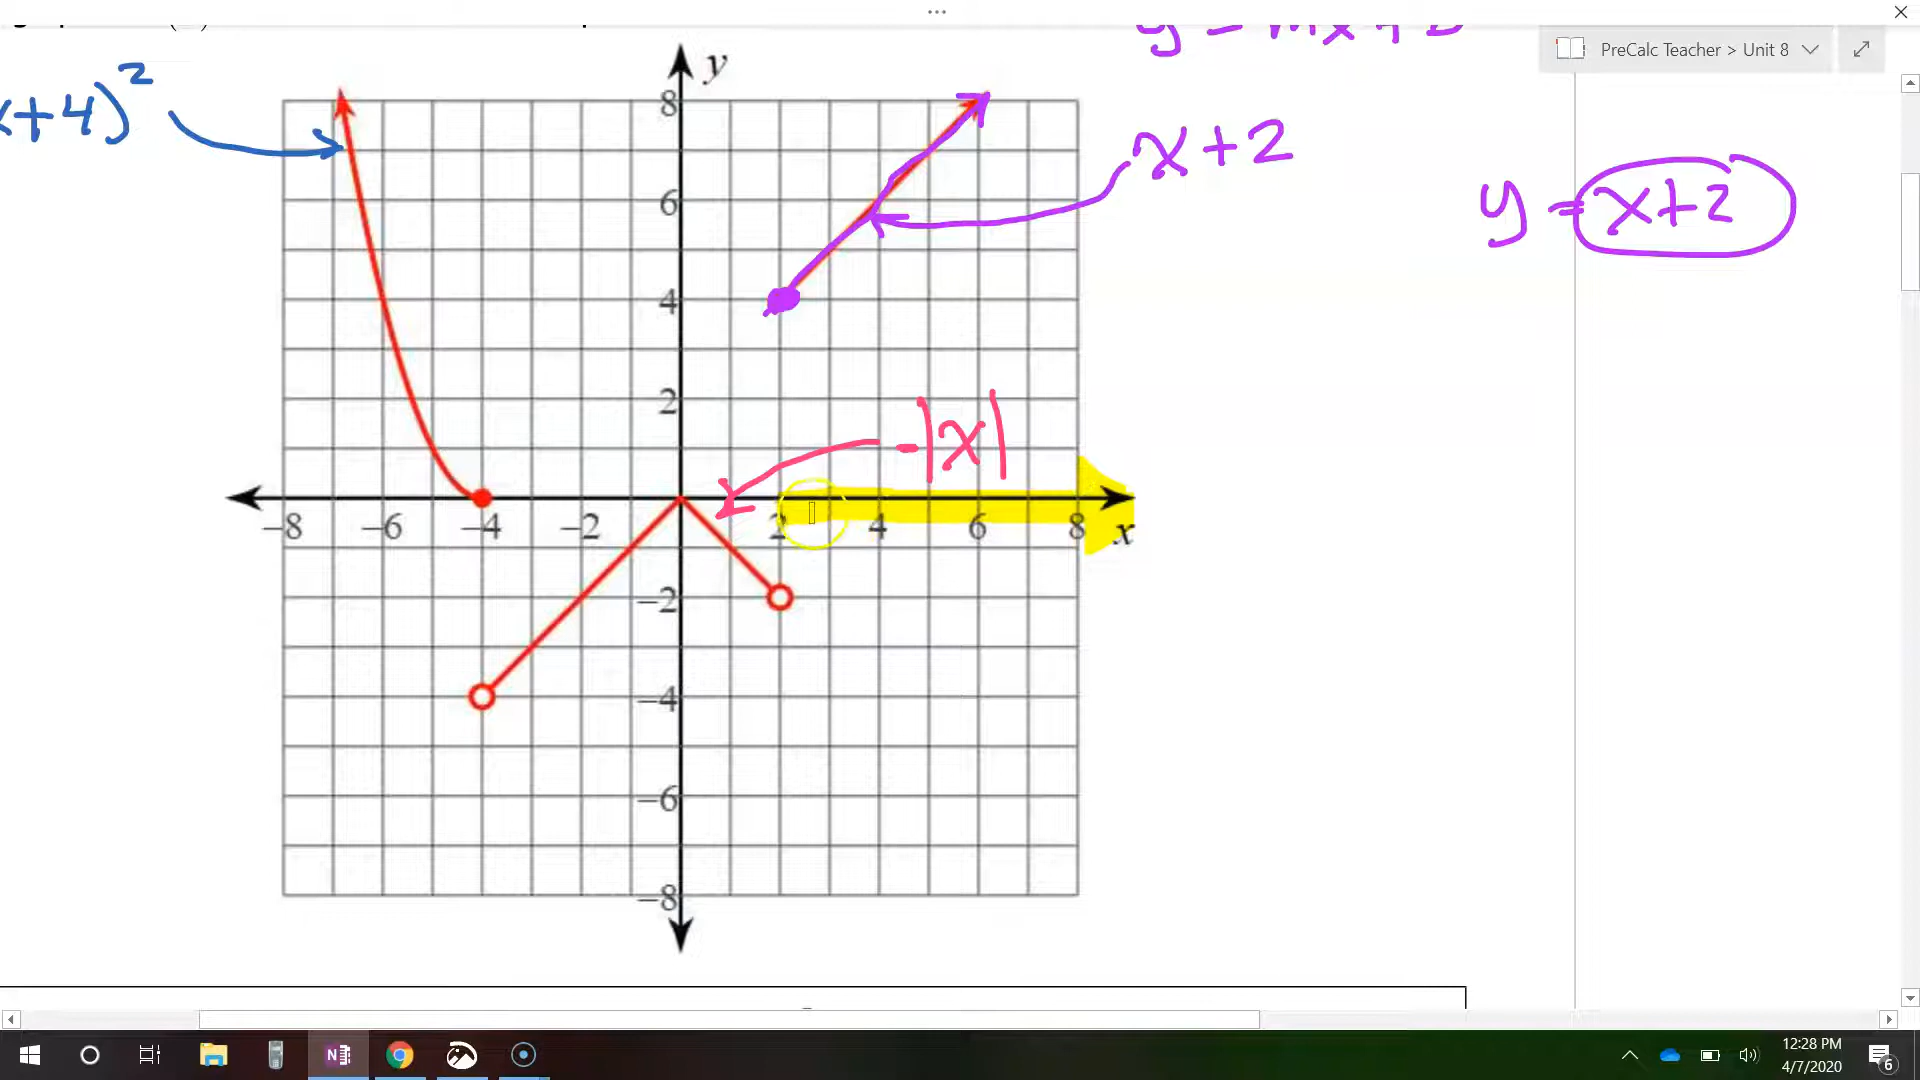 PreCalc Teacher > Unit 8
x+4)²
y
8
6
4
2
-2
-4
-6
-8
-8 -6 -4 -2 2 4 6 8 x
x+2
y = x+2
-|x|
12:28 PM
4/7/2020
6